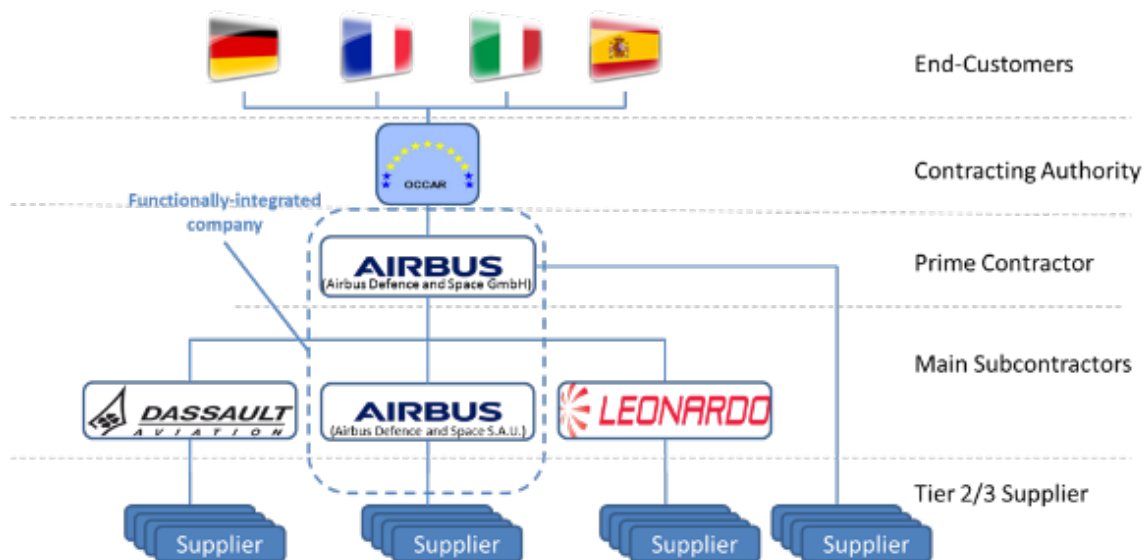 End-Customers
OCCAR
Contracting Authority
Functionally-integrated
company
AIRBUS
(Airbus Defence and Space GmbH)
Prime Contractor
Main Subcontractors
DASSAULT
AVIATION
AIRBUS
(Airbus Defence and Space S.A.U.)
LEONARDO
Tier 2/3 Supplier
Supplier
Supplier
Supplier
Supplier